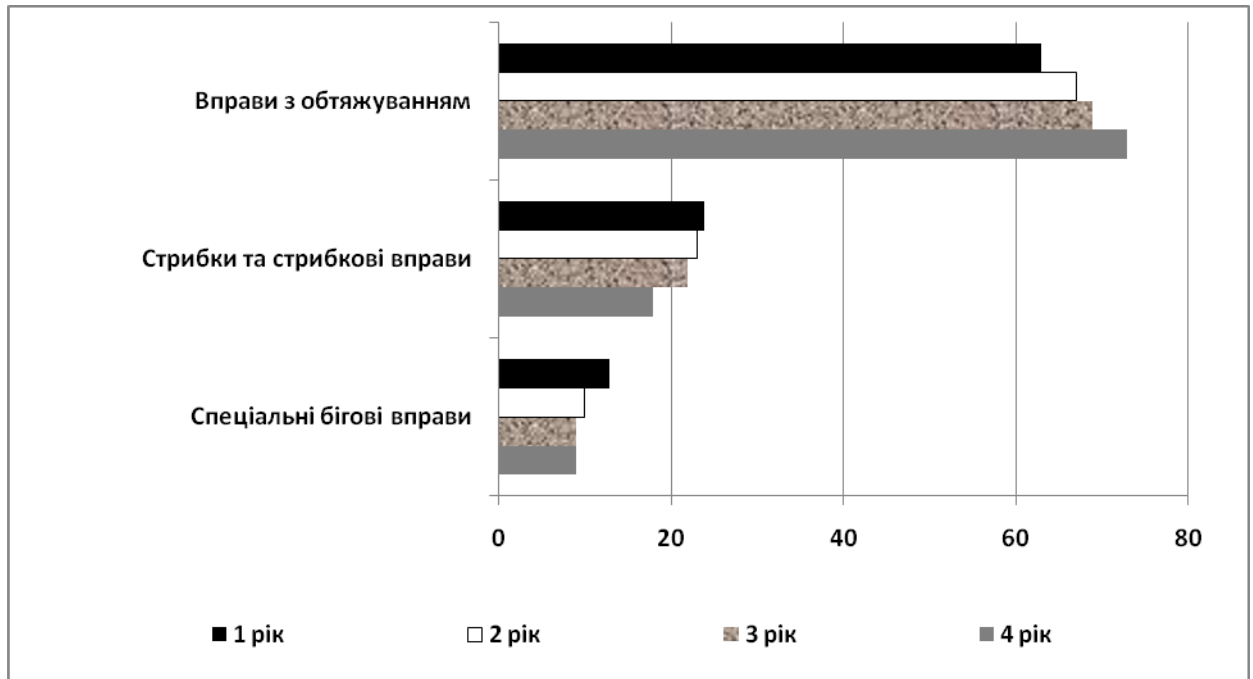 Вправи з обтяжуванням
Стрибки та стрибкові вправи
Спеціальні бігові вправи
0 20 40 60 80
1 рік 2 рік 3 рік 4 рік